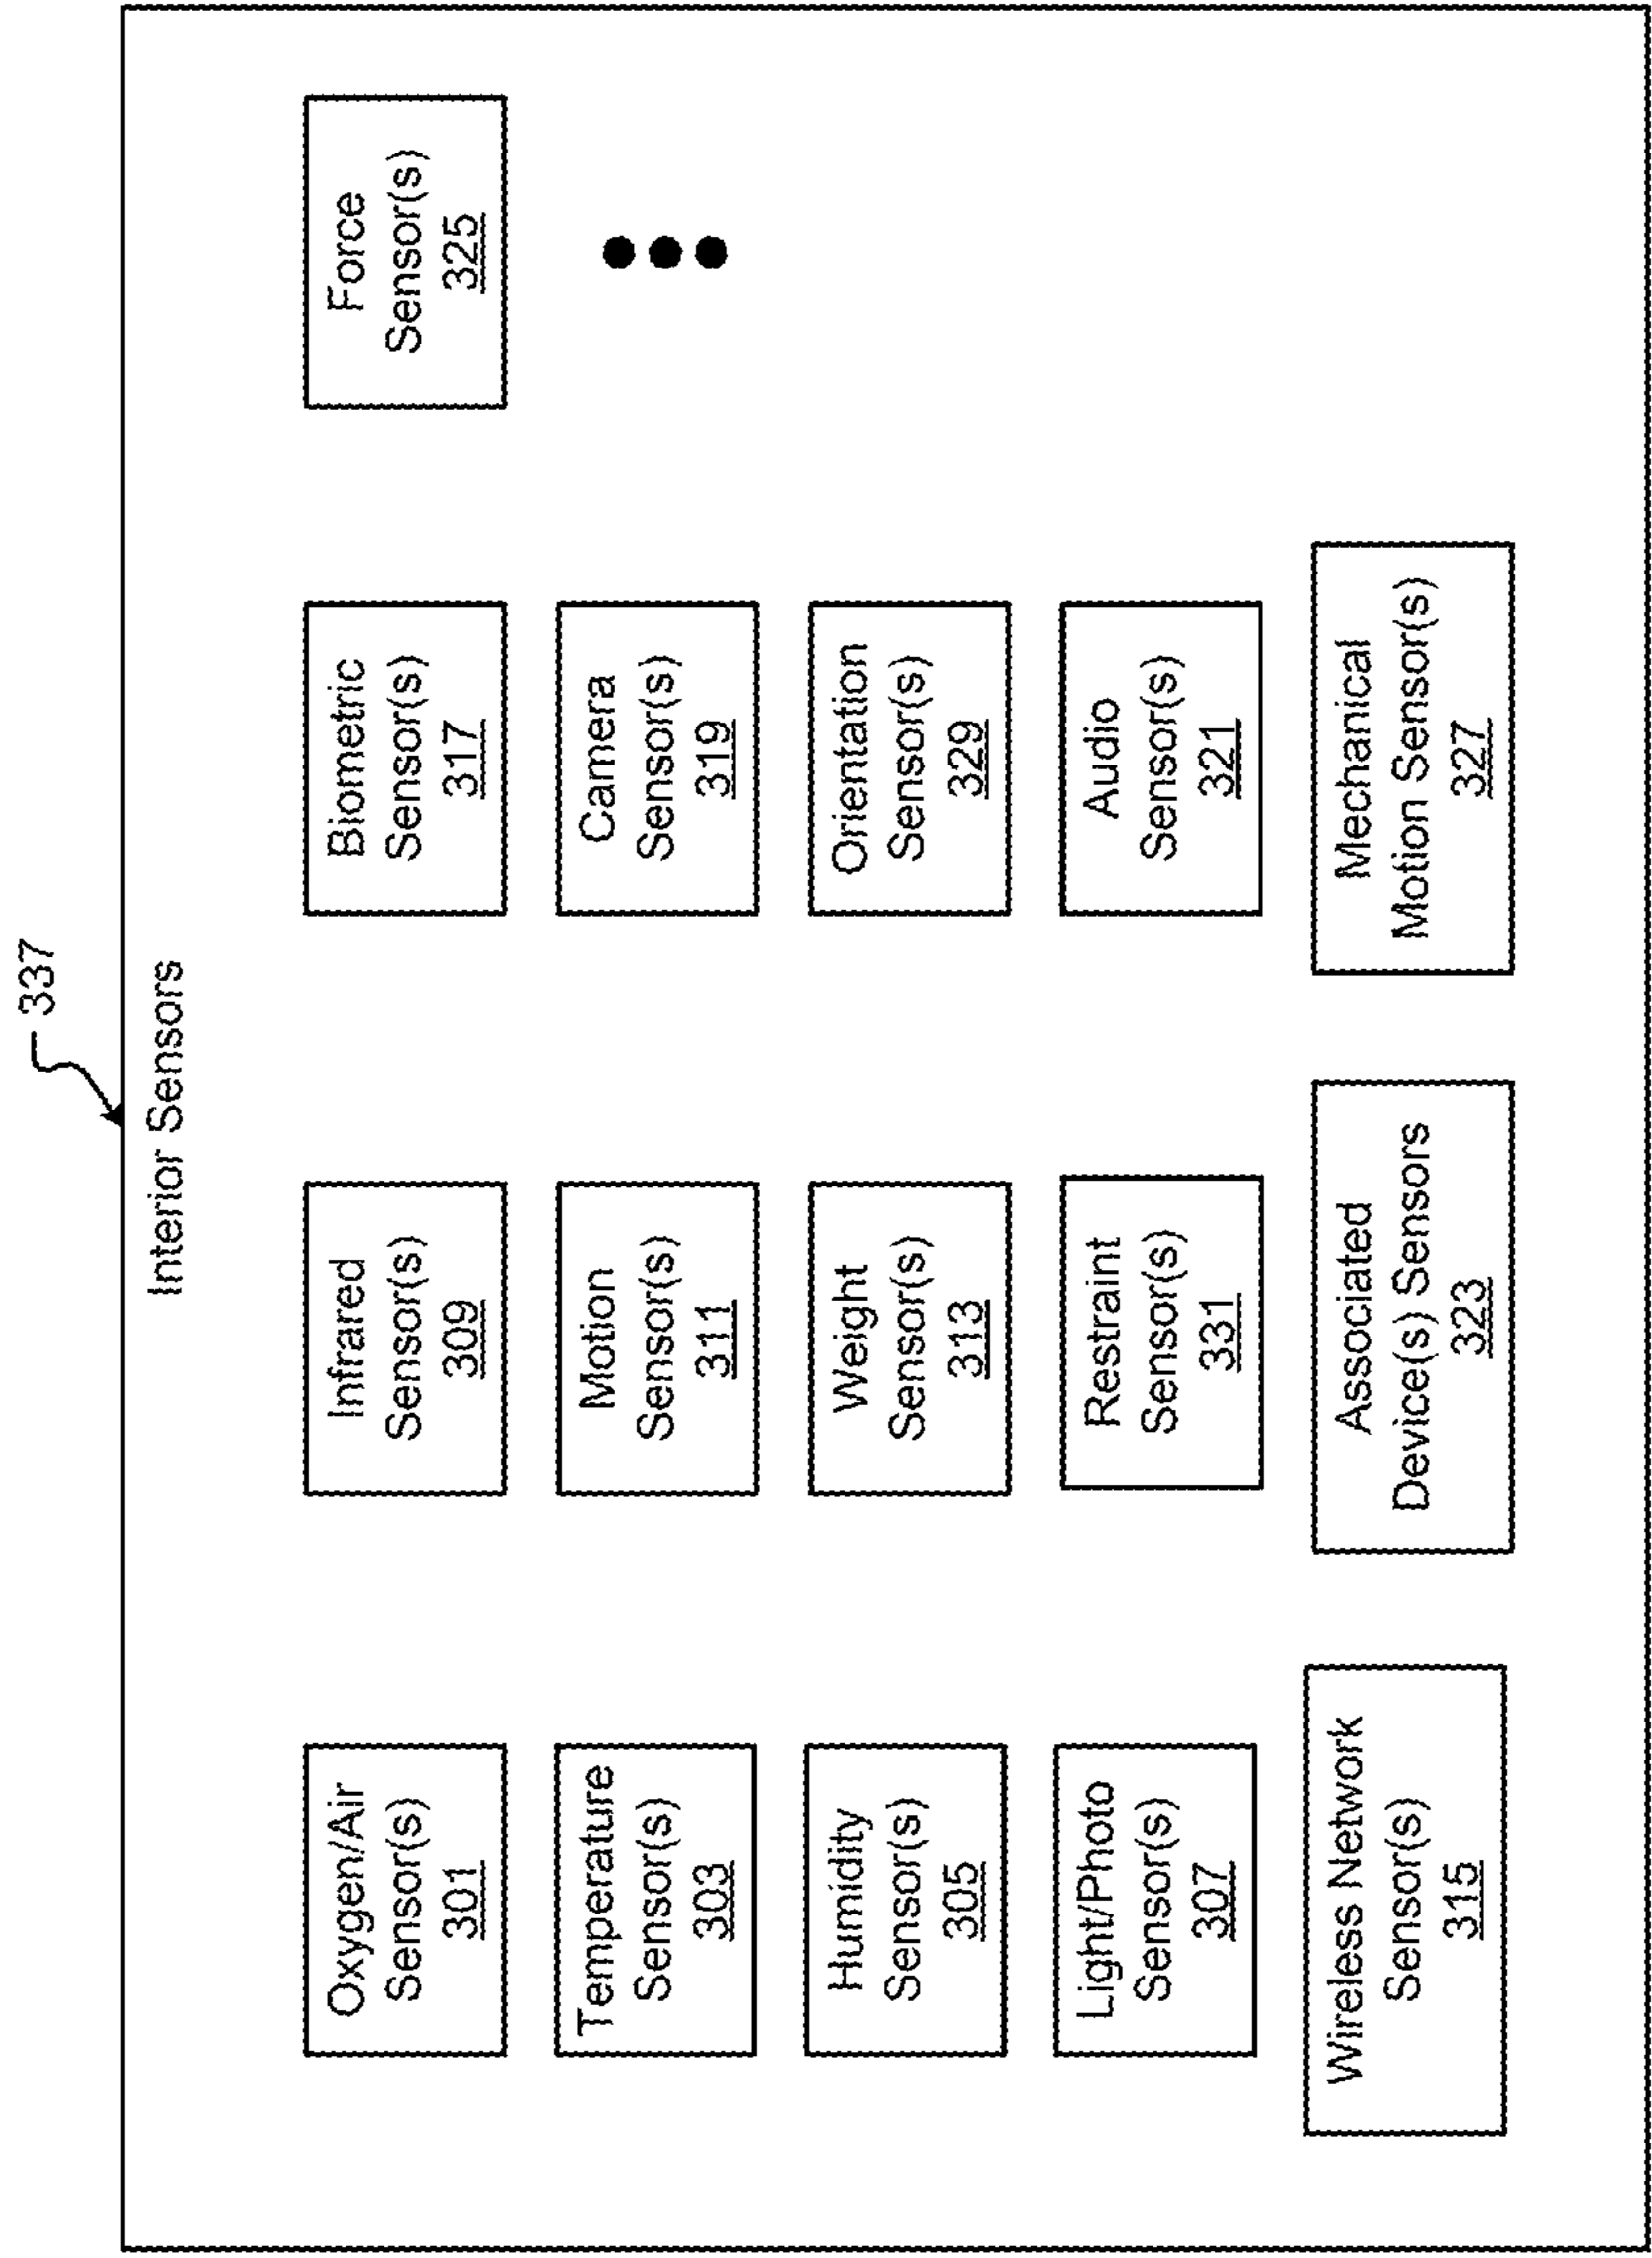 337
Interior Sensors
Oxygen/Air
Sensor(s)
301
Temperature
Sensor(s)
303
Humidity
Sensor(s)
305
Light/Photo
Sensor(s)
307
Wireless Network
Sensor(s)
315
Infrared
Sensor(s)
309
Motion
Sensor(s)
311
Weight
Sensor(s)
313
Restraint
Sensor(s)
331
Associated
Device(s) Sensors
323
Biometric
Sensor(s)
317
Camera
Sensor(s)
319
Orientation
Sensor(s)
329
Audio
Sensor(s)
321
Mechanical
Motion Sensor(s)
327
Force
Sensor(s)
325